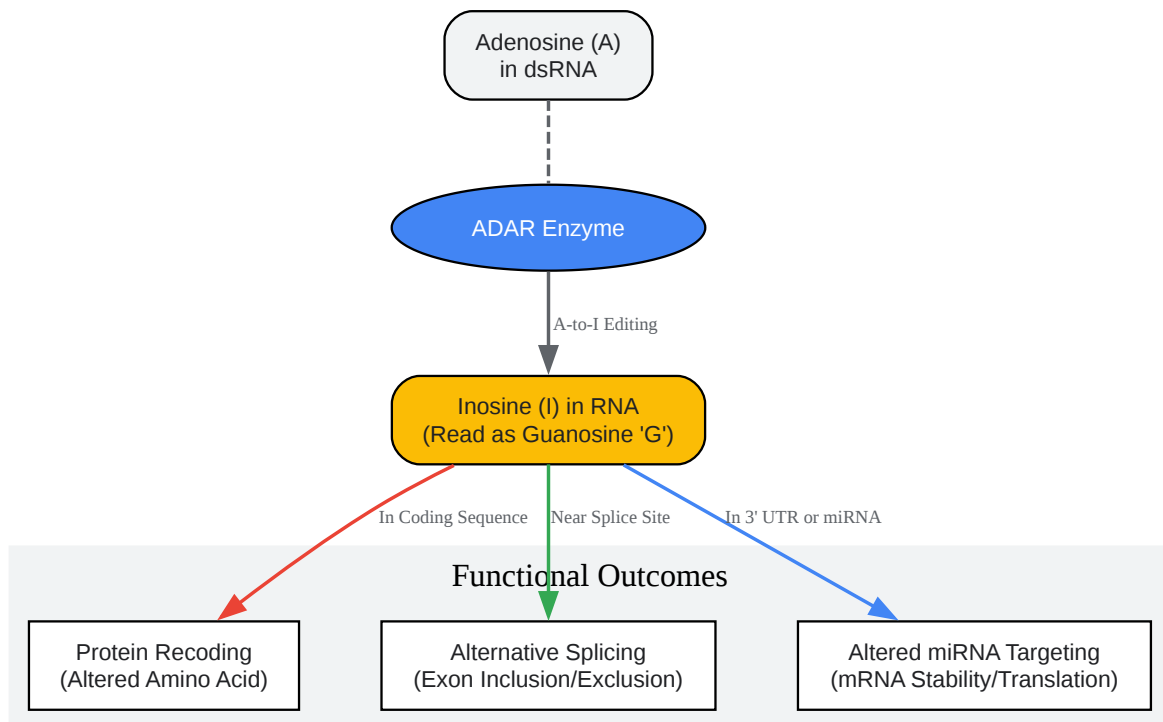 Adenosine (A)
in dsRNA
ADAR Enzyme
A-to-I Editing
Inosine (I) in RNA
(Read as Guanosine 'G')
In Coding Sequence
Near Splice Site
In 3' UTR or miRNA
Functional Outcomes
Protein Recoding
(Altered Amino Acid)
Alternative Splicing
(Exon Inclusion/Exclusion)
Altered miRNA Targeting
(mRNA Stability/Translation)